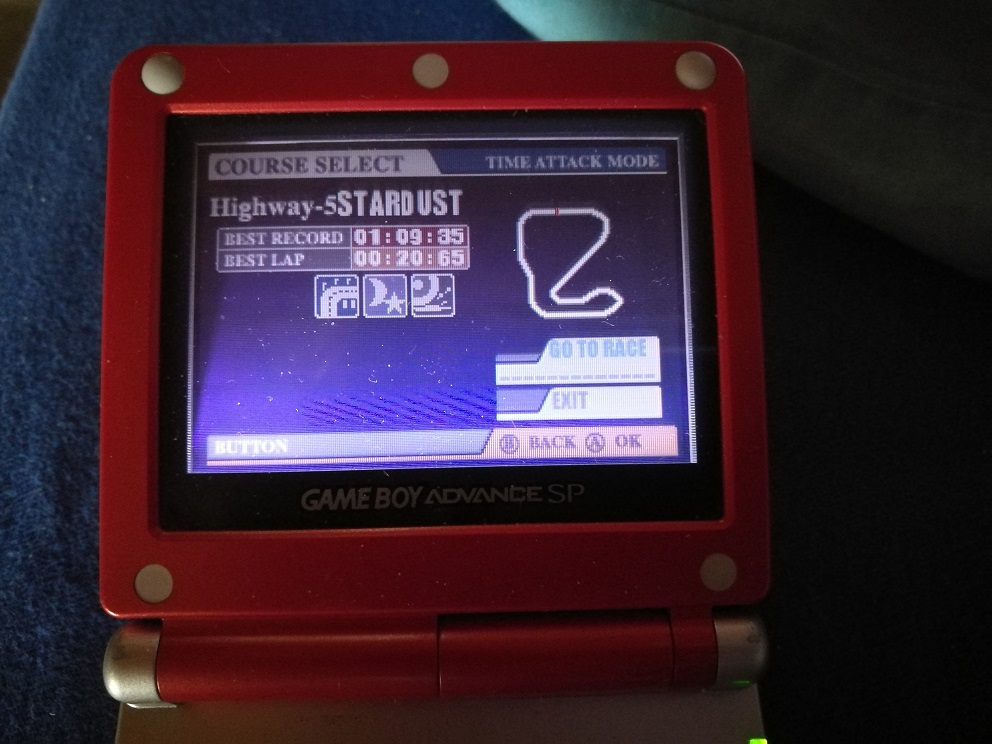 COURSE SELECT
TIME ATTACK MODE
Highway-5STARDUST
BEST RECORD 01:09:35
BEST LAP 00:20:65
GO TO RACE
EXIT
BUTTON
B BACK A OK
GAME BOY ADVANCE SP